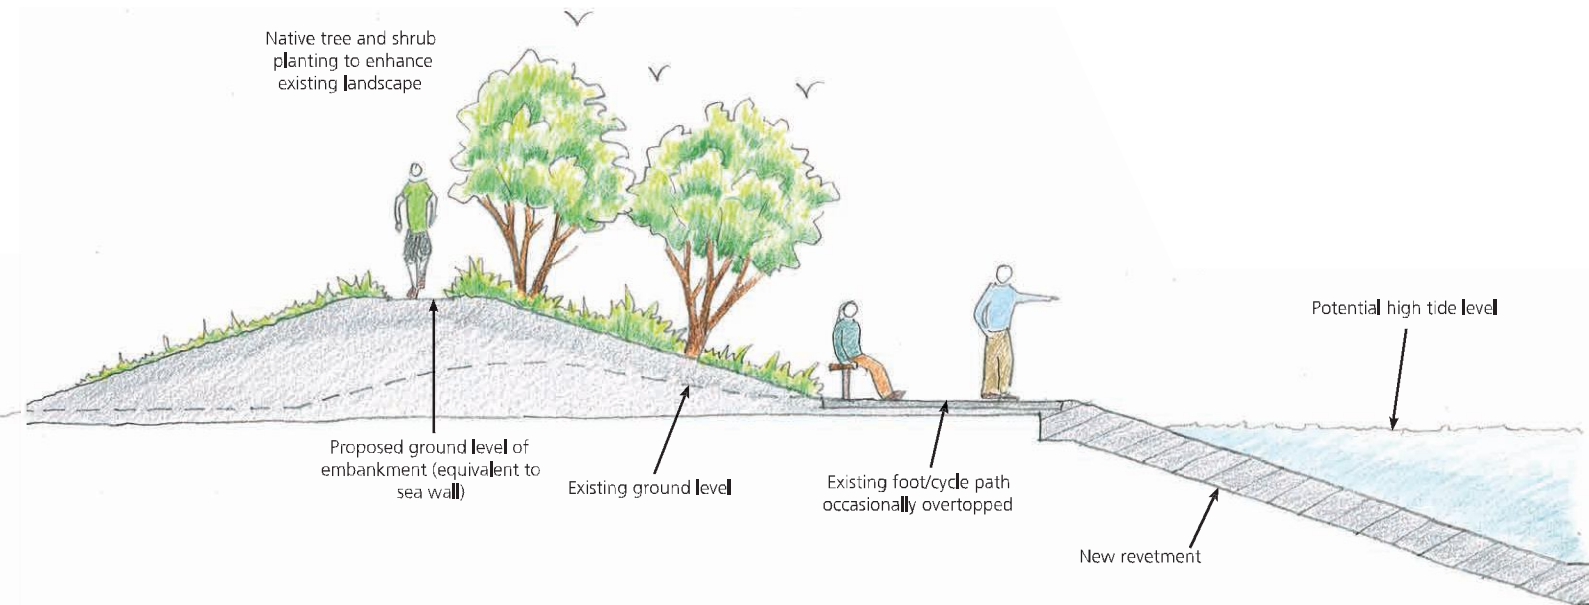 Native tree and shrub
planting to enhance
existing landscape
Potential high tide level
Proposed ground level of
embankment (equivalent to
sea wall)
Existing ground level
Existing foot/cycle path
occasionally overtopped
New revetment